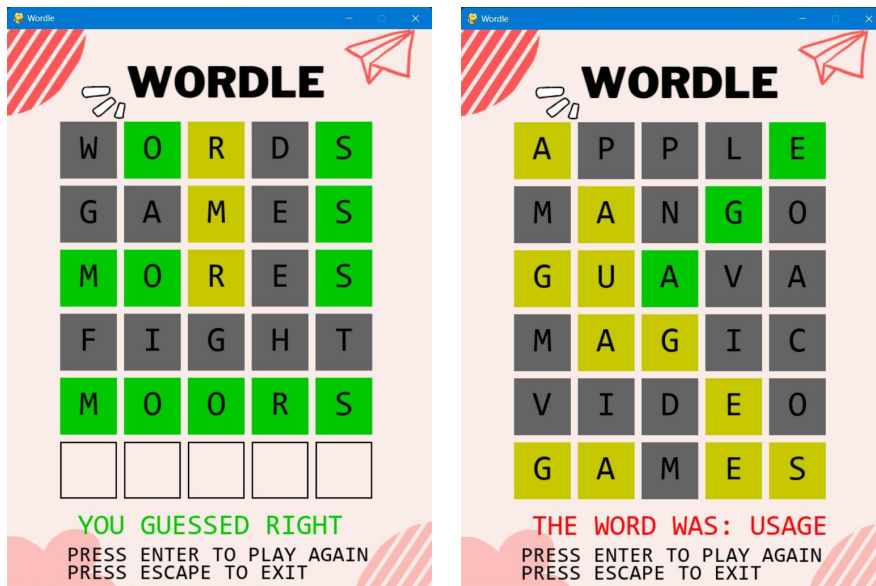 Wordle
WORDLE
W O R D S
G A M E S
M O R E S
F I G H T
M O O R S
YOU GUESSED RIGHT
PRESS ENTER TO PLAY AGAIN
PRESS ESCAPE TO EXIT
Wordle
WORDLE
A P P L E
M A N G O
G U A V A
M A G I C
V I D E O
G A M E S
THE WORD WAS: USAGE
PRESS ENTER TO PLAY AGAIN
PRESS ESCAPE TO EXIT